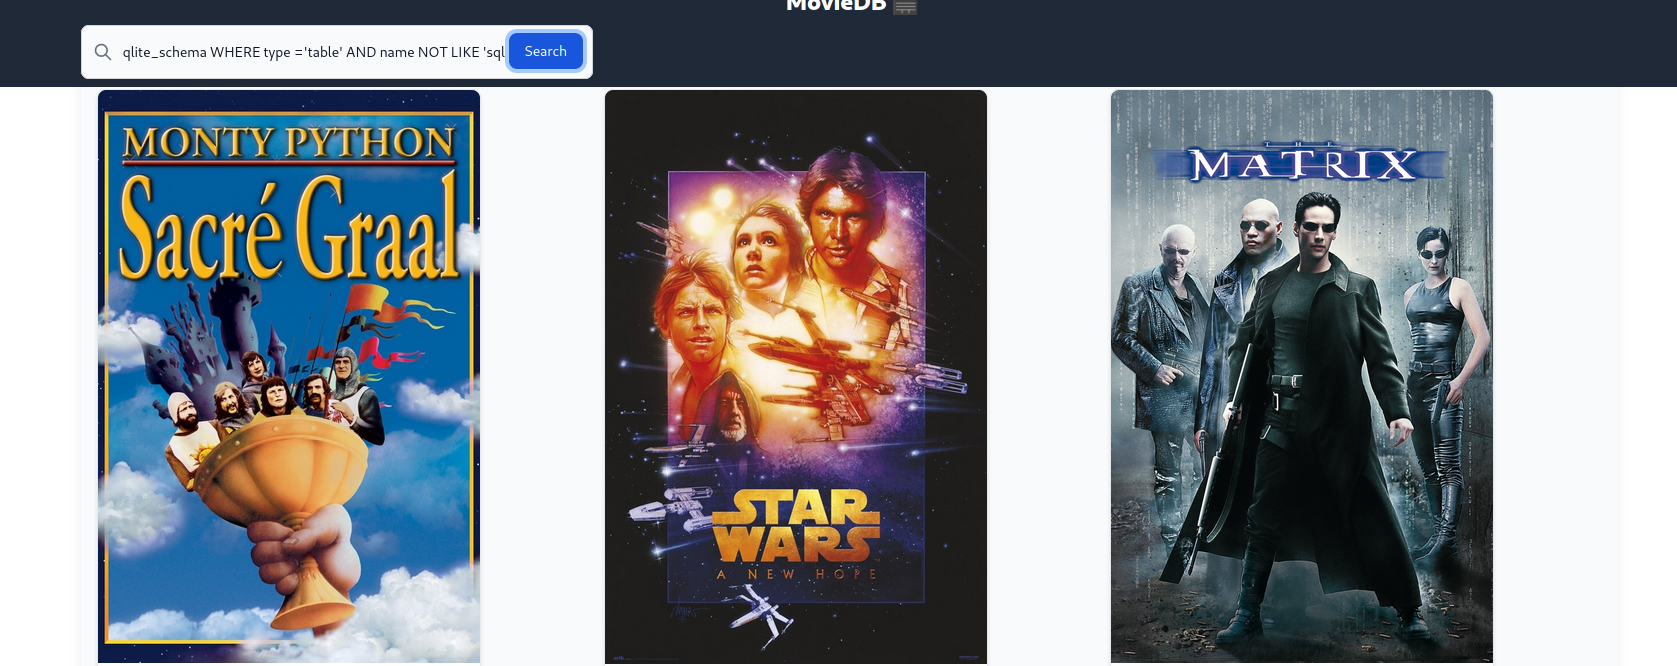 MovieDB
qlite_schema WHERE type ='table' AND name NOT LIKE 'sql
Search
MONTY PYTHON
Sacré Graal
STAR
WARS
A NEW HOPE
THE
MATRIX